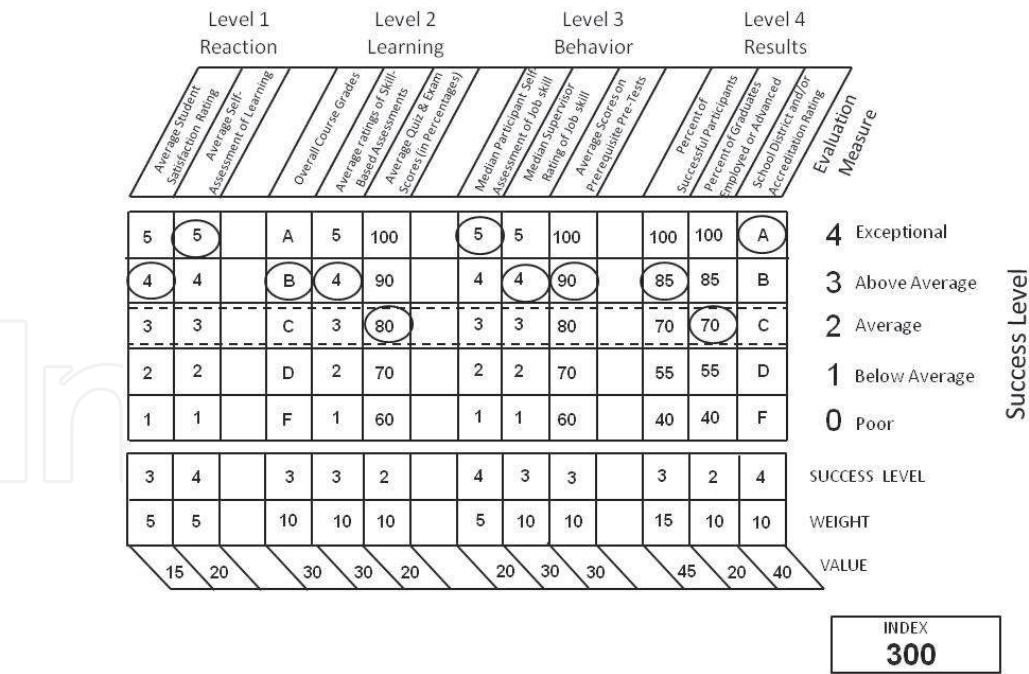 Level 1 Level 2 Level 3 Level 4
Reaction Learning Behavior Results
Average Student
Satisfaction Rating
Average Self-
Assessment of Learning
Overall Course Grades
Average ratings of Skill-
Based Assessments
Average Quiz & Exam
Scores (in Percentages)
Median Participant Self-
Assessment of Job skill
Median Supervisor
Rating of Job skill
Average Scores on
Prerequisite Pre-Tests
Percent of
Successful Participants
Percent of Graduates
Employed or Advanced
School District and/or
Accreditation Rating
Evaluation
Measure
5 5 A 5 100 5 5 100 100 100 A 4 Exceptional
4 4 B 4 90 4 4 90 85 85 B 3 Above Average
3 3 C 3 80 3 3 80 70 70 C 2 Average
2 2 D 2 70 2 2 70 55 55 D 1 Below Average
1 1 F 1 60 1 1 60 40 40 F 0 Poor
Success Level
3 4 3 3 2 4 3 3 3 2 4 SUCCESS LEVEL
5 5 10 10 10 5 10 10 15 10 10 WEIGHT
15 20 30 30 20 20 30 30 45 20 40 VALUE
INDEX
300